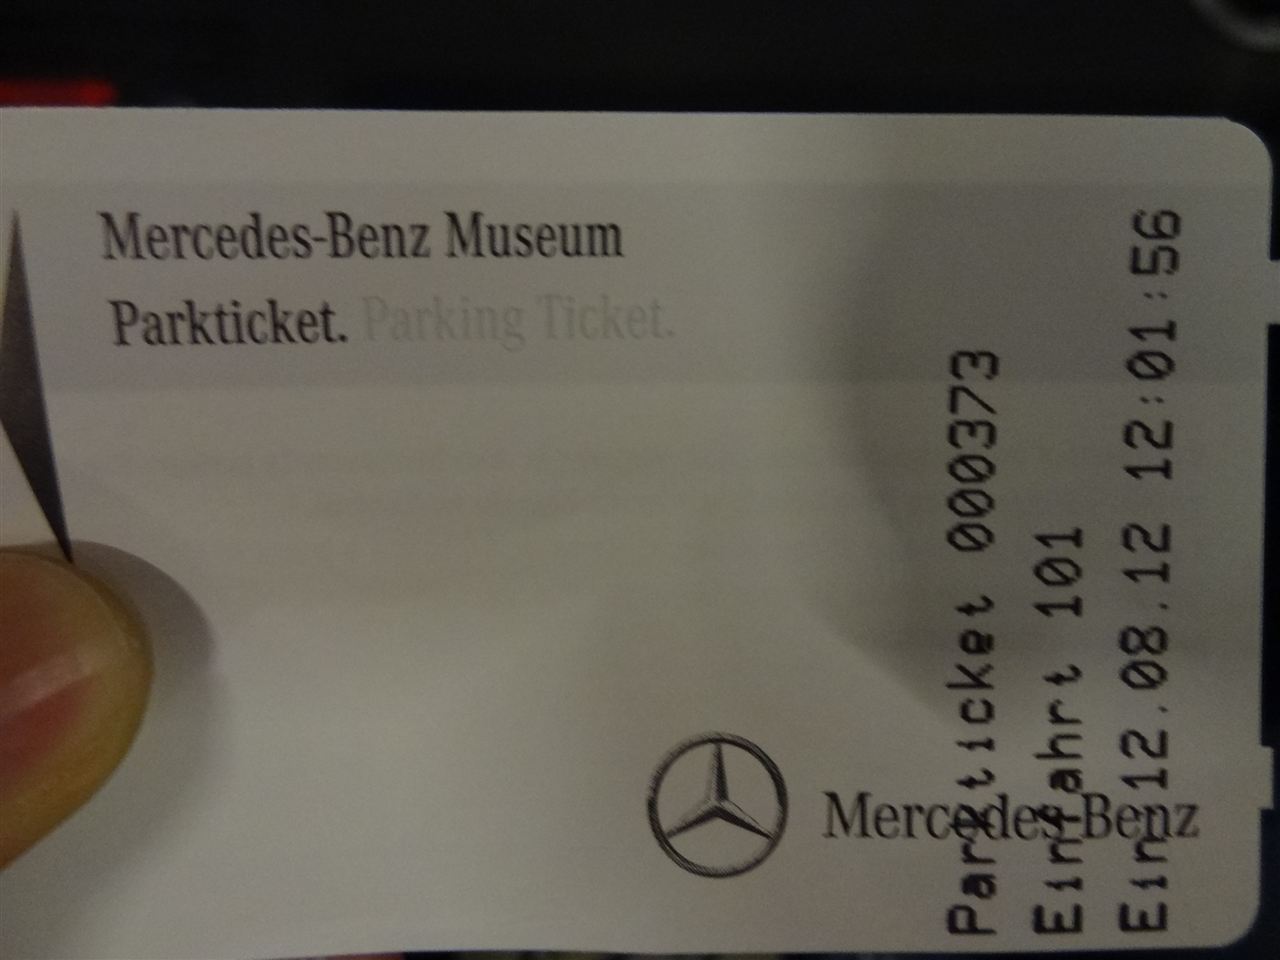 Mercedes-Benz Museum
Parkticket. Parking Ticket.
Mercedes-Benz
Parkticket 000373
Einfahrt 101
Ein 12.08.12 12:01:56